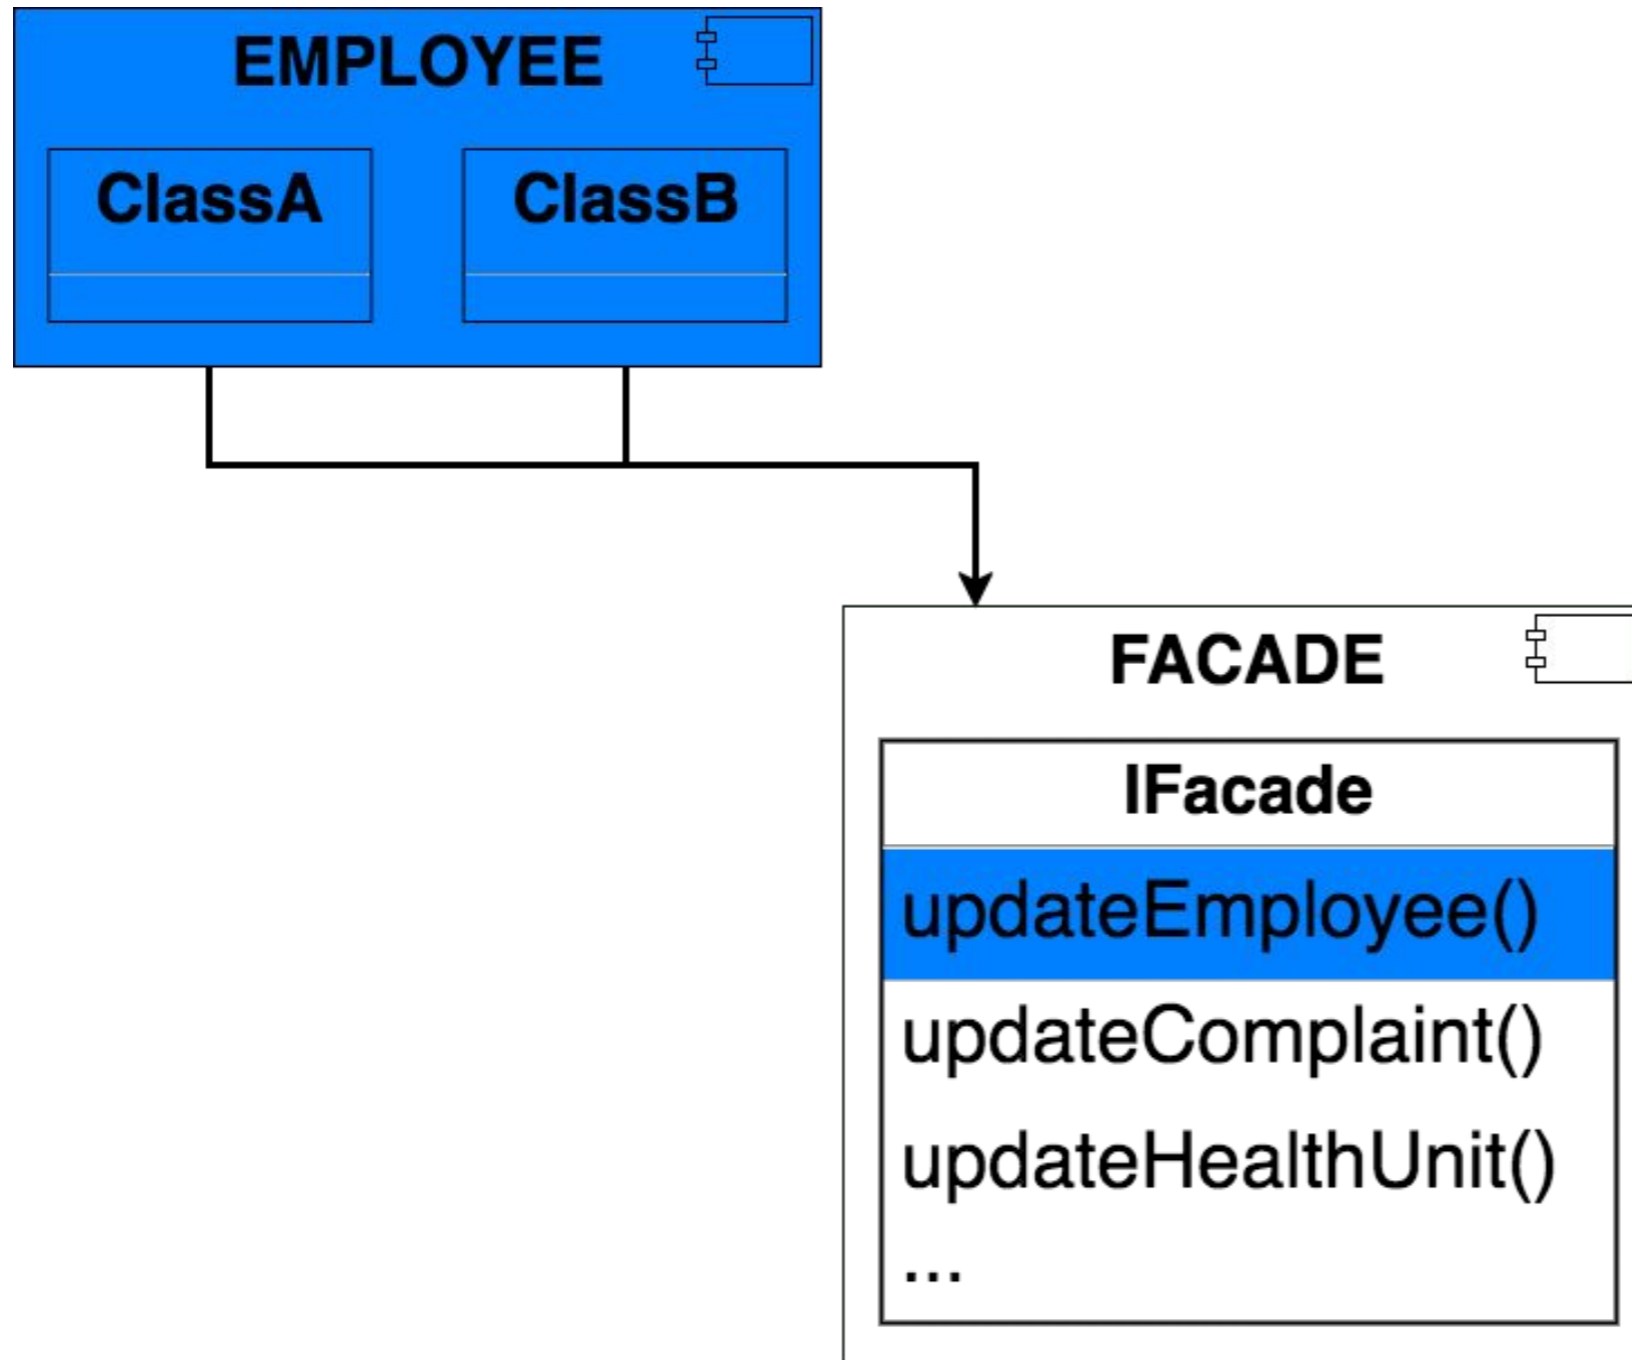 EMPLOYEE
ClassA
ClassB
FACADE
IFacade
updateEmployee()
updateComplaint()
updateHealthUnit()
...